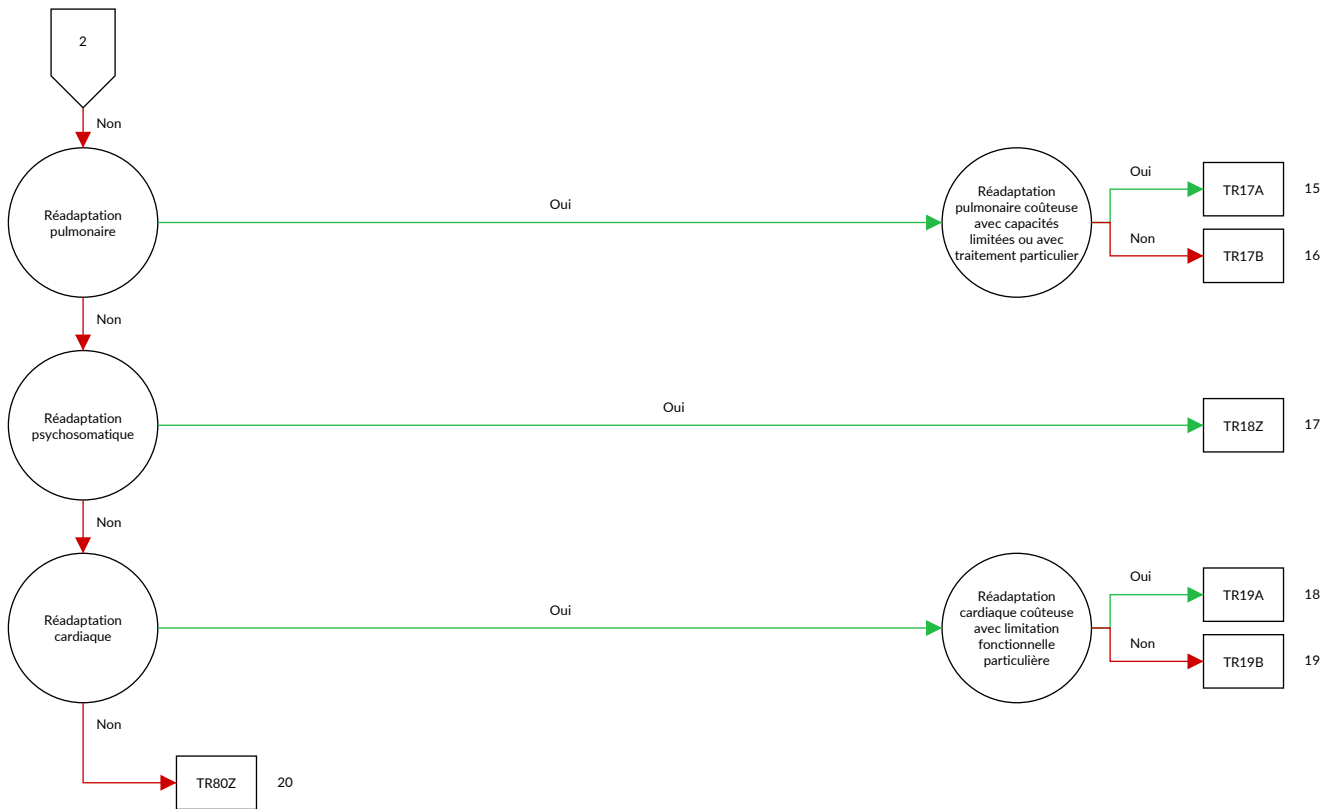 2
Non
Réadaptation
pulmonaire
Oui
Réadaptation
pulmonaire coûteuse
avec capacités
limitées ou avec
traitement particulier
Oui
TR17A
15
Non
TR17B
16
Non
Réadaptation
psychosomatique
Oui
TR18Z
17
Non
Réadaptation
cardiaque
Oui
Réadaptation
cardiaque coûteuse
avec limitation
fonctionnelle
particulière
Oui
TR19A
18
Non
TR19B
19
Non
TR80Z
20